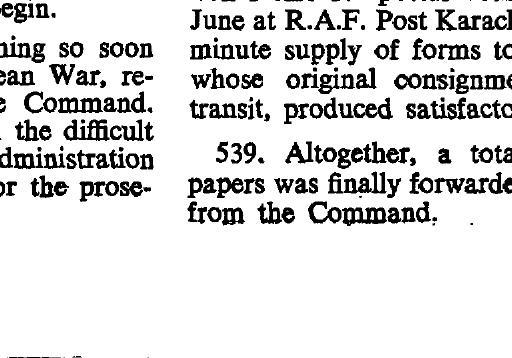 egin.
ning so soon
ean War, re-
e Command.
the difficult
dministration
or the prose-
June at R.A.F. Post Karach
minute supply of forms to
whose original consignme
transit, produced satisfacto
539. Altogether, a tota
papers was finally forwarde
from the Command.